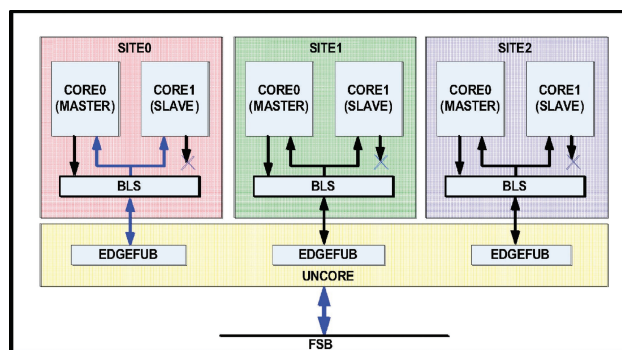 SITE0
SITE1
SITE2
CORE0
(MASTER)
CORE1
(SLAVE)
CORE0
(MASTER)
CORE1
(SLAVE)
CORE0
(MASTER)
CORE1
(SLAVE)
BLS
BLS
BLS
EDGEFUB
EDGEFUB
EDGEFUB
UNCORE
FSB